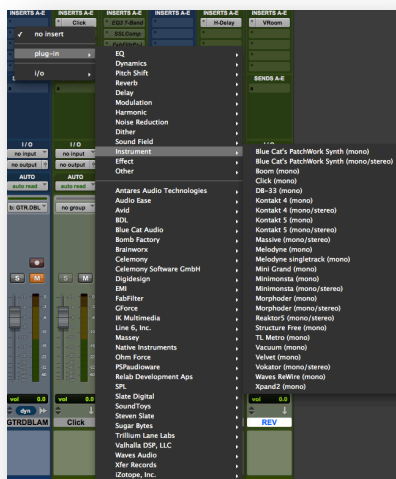 INSERTS A-E INSERTS A-E INSERTS A-E INSERTS A-E INSERTS A-E
Click EQ3 7-Band H-Delay VRoom
✓ no insert
SSLComp
plug-in
i/o
SENDS A-E
EQ
Dynamics
Pitch Shift
Reverb
Delay
Modulation
Harmonic
Noise Reduction
Dither
Sound Field
Instrument
Effect
Other
Antares Audio Technologies
Audio Ease
Avid
BDL
Blue Cat Audio
Bomb Factory
Brainworx
Celemony
Celemony Software GmbH
Digidesign
EMI
FabFilter
GForce
IK Multimedia
Line 6, Inc.
Massey
Native Instruments
Ohm Force
PSPaudioware
Relab Development Aps
SPL
Slate Digital
SoundToys
Steven Slate
Sugar Bytes
Trillium Lane Labs
Valhalla DSP, LLC
Waves Audio
Xfer Records
iZotope, Inc.
Blue Cat's PatchWork Synth (mono)
Blue Cat's PatchWork Synth (mono/stereo)
Boom (mono)
Click (mono)
DB-33 (mono)
Kontakt 4 (mono)
Kontakt 4 (mono/stereo)
Kontakt 5 (mono)
Kontakt 5 (mono/stereo)
Massive (mono/stereo)
Melodyne (mono)
Melodyne singletrack (mono)
Mini Grand (mono)
Minimonsta (mono)
Minimonsta (mono/stereo)
Morphoder (mono)
Morphoder (mono/stereo)
Reaktor5 (mono/stereo)
Structure Free (mono)
TL Metro (mono)
Vacuum (mono)
Velvet (mono)
Vokator (mono/stereo)
Waves ReWire (mono)
Xpand2 (mono)
I/O I/O
no input no input
no output no output
AUTO AUTO
auto read auto read
b: GTR.DBL no group
S M S M
vol 0.0 vol 0.0 vol 0.0
dyn
GTRDBLAM Click REV